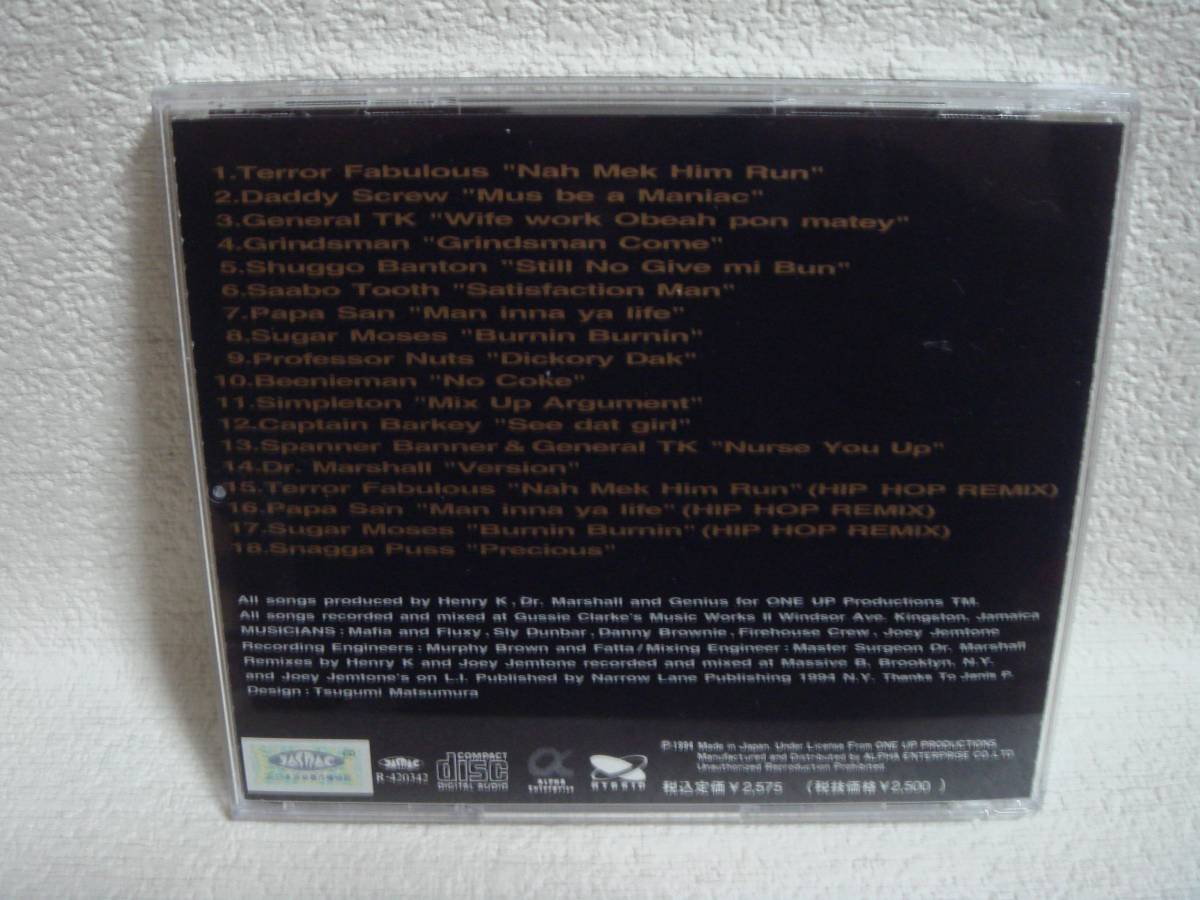 1.Terror Fabulous "Nah Mek Him Run"
2.Daddy Screw "Mus be a Maniac"
3.General TK "Wife work Obeah pon matey"
4.Grindsman "Grindsman Come"
5.Shuggo Banton "Still No Give mi Bun"
6.Saabo Tooth "Satisfaction Man"
7.Papa San "Man inna ya life"
8.Sugar Moses "Burnin Burnin"
9.Professor Nuts "Dickory Dak"
10.Beenieman "No Coke"
11.Simpleton "Mix Up Argument"
12.Captain Barkey "See dat girl"
13.Spanner Banner & General TK "Nurse You Up"
14.Dr. Marshall "Version"
15.Terror Fabulous "Nah Mek Him Run" (HIP HOP REMIX)
16.Papa San "Man inna ya life" (HIP HOP REMIX)
17.Sugar Moses "Burnin Burnin" (HIP HOP REMIX)
18.Snagga Puss "Precious"
All songs produced by Henry K , Dr. Marshall and Genius for ONE UP Productions TM.
All songs recorded and mixed at Gussie Clarke's Music Works II Windsor Ave. Kingston, Jamaica
MUSICIANS : Mafia and Fluxy , Sly Dunbar , Danny Brownie , Firehouse Crew , Joey Jemtone
Recording Engineers : Murphy Brown and Fatta / Mixing Engineer : Master Surgeon Dr. Marshall
Remixes by Henry K and Joey Jemtone recorded and mixed at Massive B, Brooklyn, N.Y.
and Joey Jemtone's on L.I. Published by Narrow Lane Publishing 1994 N.Y. Thanks To Janis P.
Design : Tsugumi Matsumura
JASRAC
JASRAC
R-420342
COMPACT
disc
DIGITAL AUDIO
ALPHA
ENTERPRISE
HYBRID
℗1994 Made in Japan. Under License From ONE UP PRODUCTIONS
Manufactured and Distributed by ALPHA ENTERPRISE CO.LTD
Unauthorized Reproduction Prohibited.
税込定価¥2,575 (税抜価格¥2,500 )